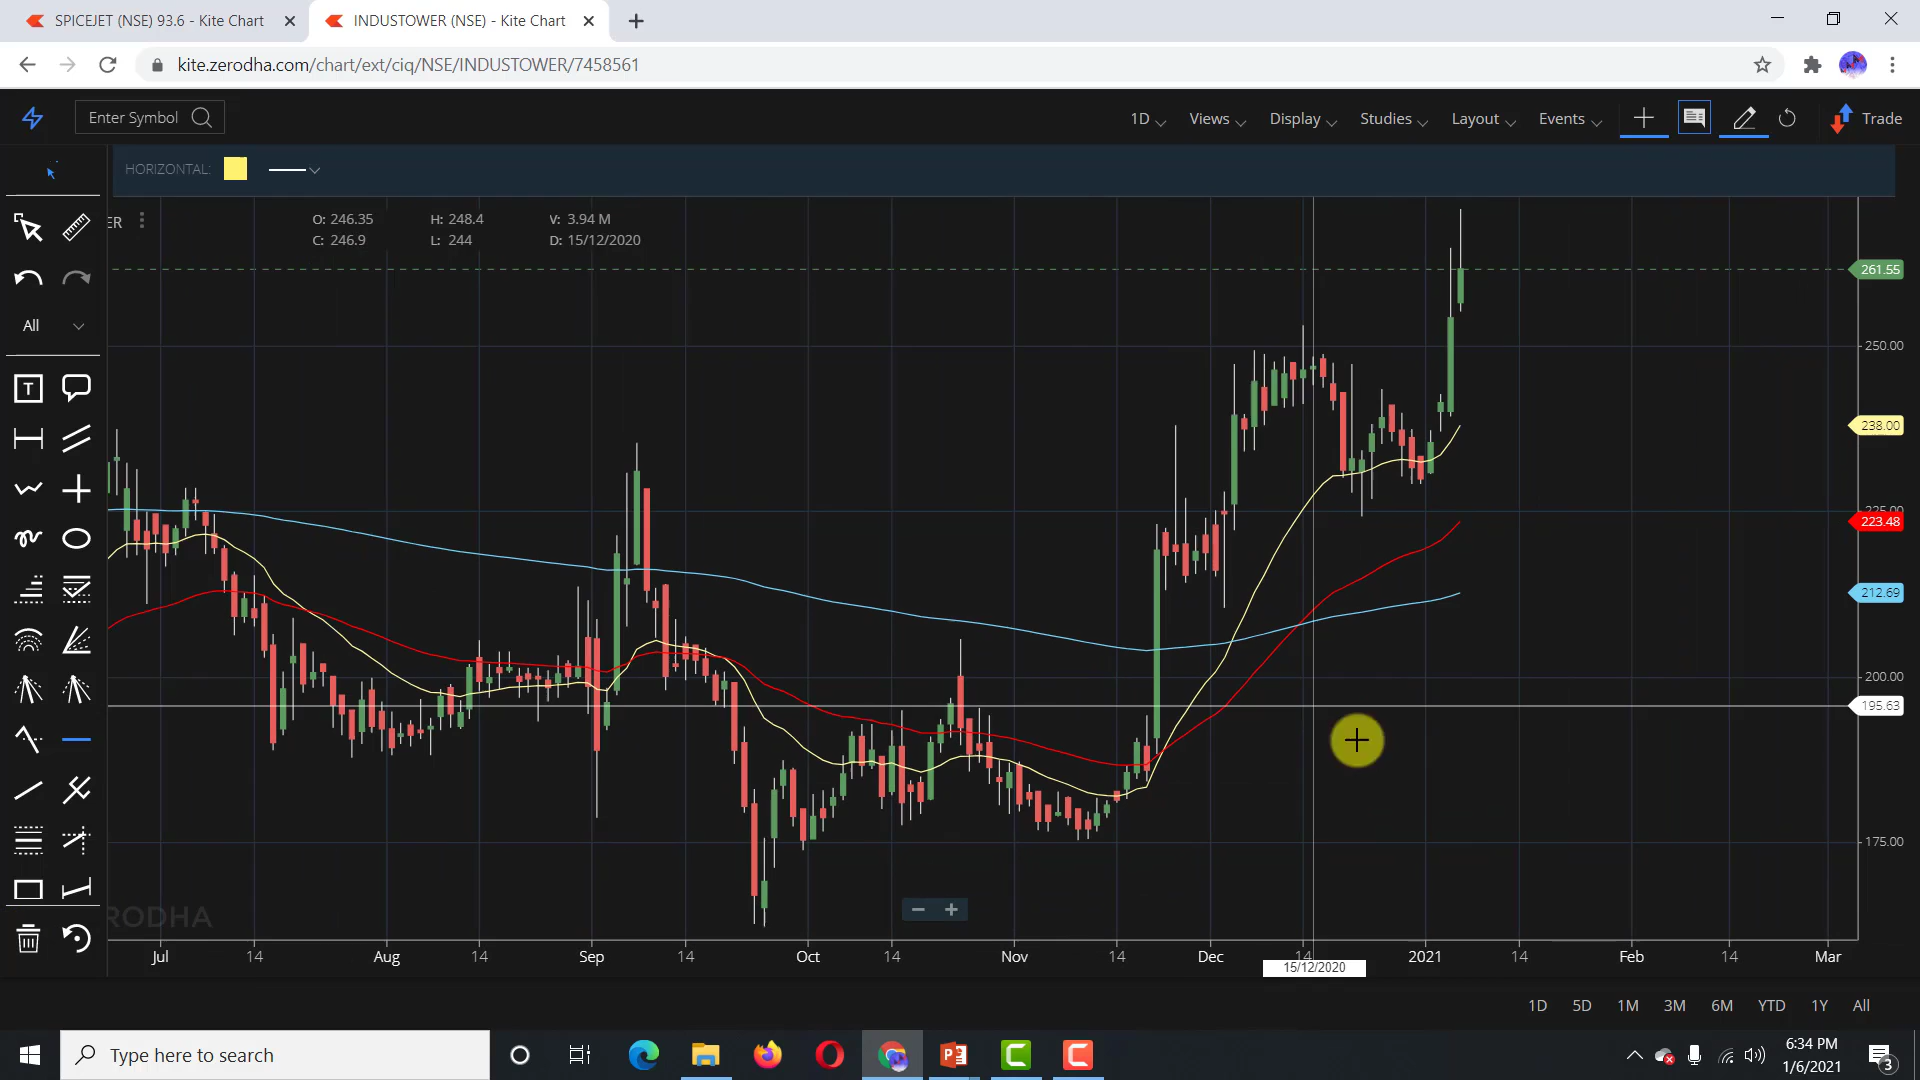 SPICEJET (NSE) 93.6 - Kite Chart
INDUSTOWER (NSE) - Kite Chart
kite.zerodha.com/chart/ext/ciq/NSE/INDUSTOWER/7458561
Enter Symbol
1D
Views
Display
Studies
Layout
Events
Trade
HORIZONTAL:
ER
O: 246.35 H: 248.4 V: 3.94 M
C: 246.9 L: 244 D: 15/12/2020
All
T
261.55
250.00
238.00
225.00
223.48
212.69
200.00
195.63
175.00
RODHA
Jul 14 Aug 14 Sep 14 Oct 14 Nov 14 Dec 14 2021 14 Feb 14 Mar
15/12/2020
1D 5D 1M 3M 6M YTD 1Y All
Type here to search
6:34 PM
1/6/2021
3